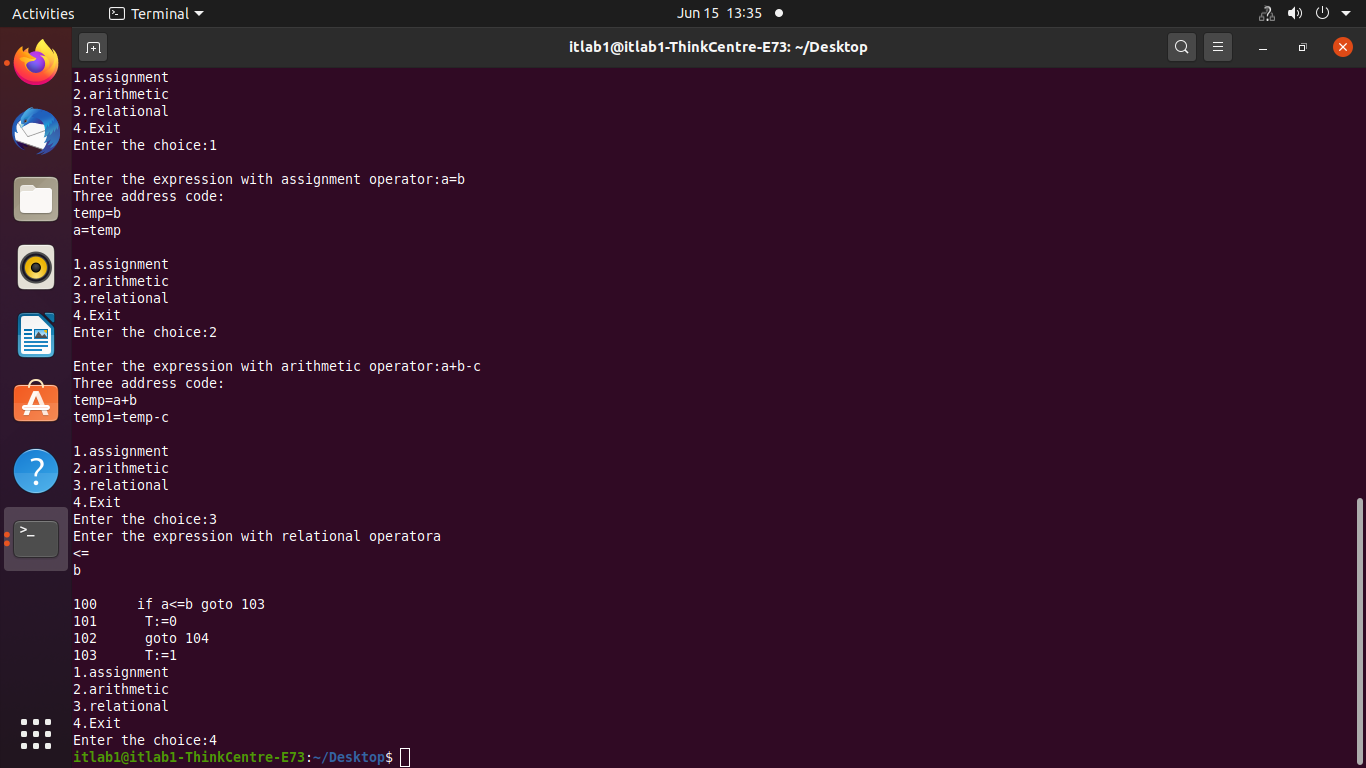 Activities Terminal Jun 15 13:35
itlab1@itlab1-ThinkCentre-E73: ~/Desktop
1.assignment
2.arithmetic
3.relational
4.Exit
Enter the choice:1
Enter the expression with assignment operator:a=b
Three address code:
temp=b
a=temp
1.assignment
2.arithmetic
3.relational
4.Exit
Enter the choice:2
Enter the expression with arithmetic operator:a+b-c
Three address code:
temp=a+b
temp1=temp-c
1.assignment
2.arithmetic
3.relational
4.Exit
Enter the choice:3
Enter the expression with relational operatora
<=
b
100     if a<=b goto 103
101      T:=0
102      goto 104
103      T:=1
1.assignment
2.arithmetic
3.relational
4.Exit
Enter the choice:4
itlab1@itlab1-ThinkCentre-E73:~/Desktop$